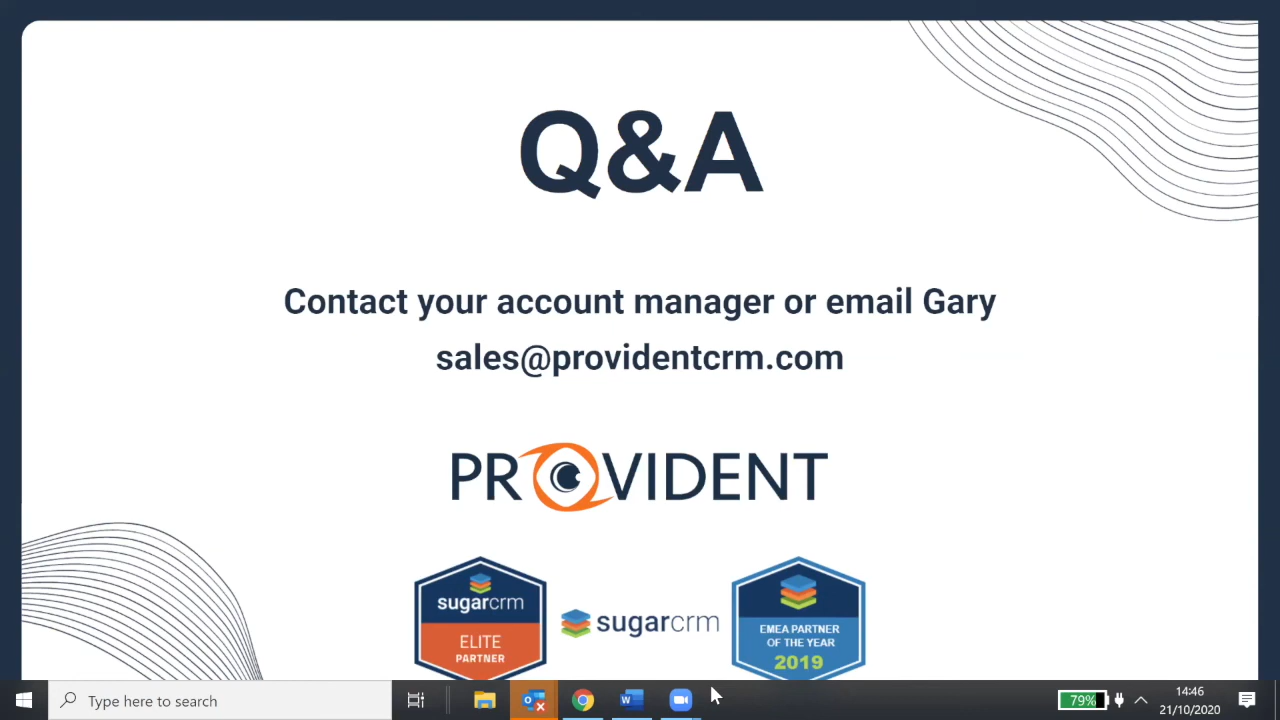 Q&A
Contact your account manager or email Gary
sales@providentcrm.com
PROVIDENT
sugarcrm
ELITE
PARTNER
sugarcrm
EMEA PARTNER
OF THE YEAR
2019
Type here to search
79%
14:46
21/10/2020